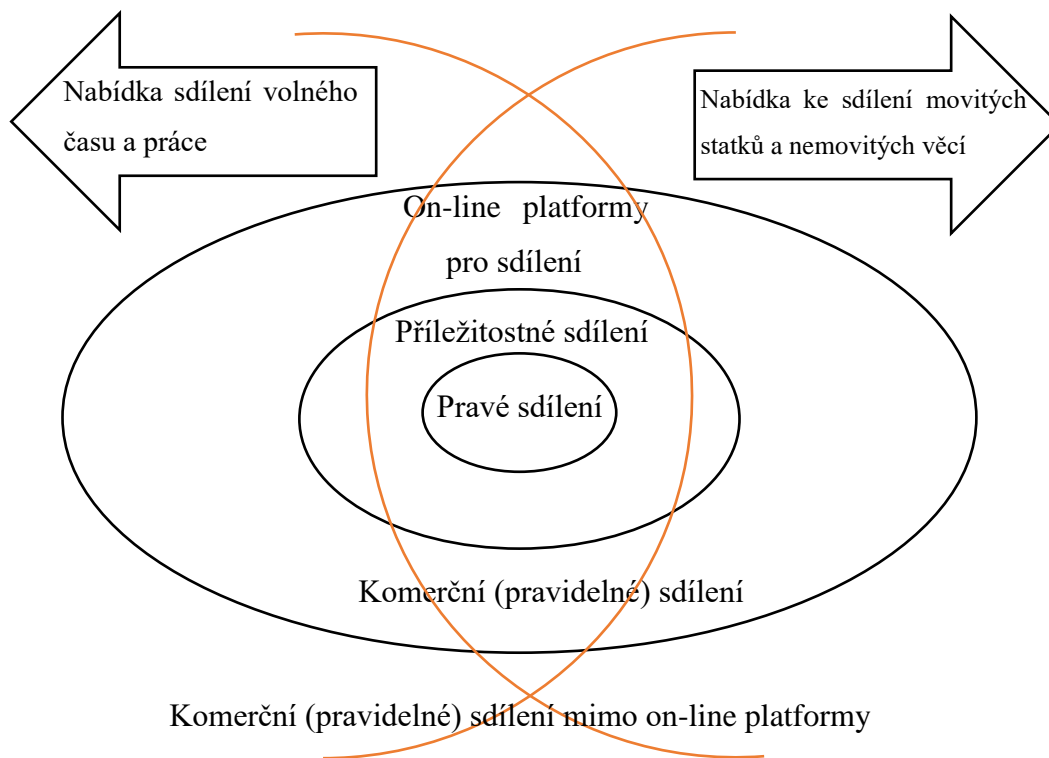 Nabídka sdílení volného
času a práce
Nabídka ke sdílení movitých
statků a nemovitých věcí
On-line platformy
pro sdílení
Příležitostné sdílení
Pravé sdílení
Komerční (pravidelné) sdílení
Komerční (pravidelné) sdílení mimo on-line platformy